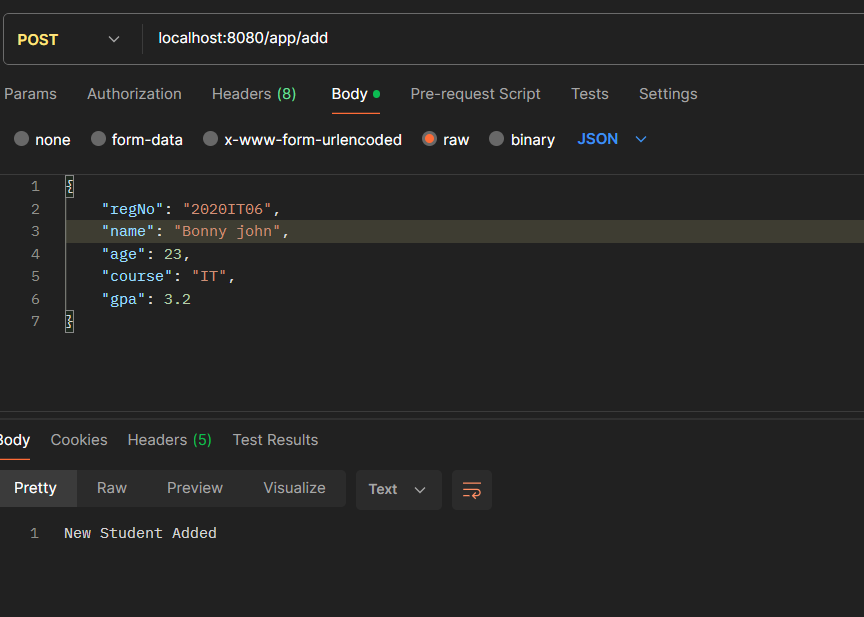 POST localhost:8080/app/add
Params Authorization Headers (8) Body Pre-request Script Tests Settings
none form-data x-www-form-urlencoded raw binary JSON
1 {
2 "regNo": "2020IT06",
3 "name": "Bonny john",
4 "age": 23,
5 "course": "IT",
6 "gpa": 3.2
7 }
Body Cookies Headers (5) Test Results
Pretty Raw Preview Visualize Text
1 New Student Added